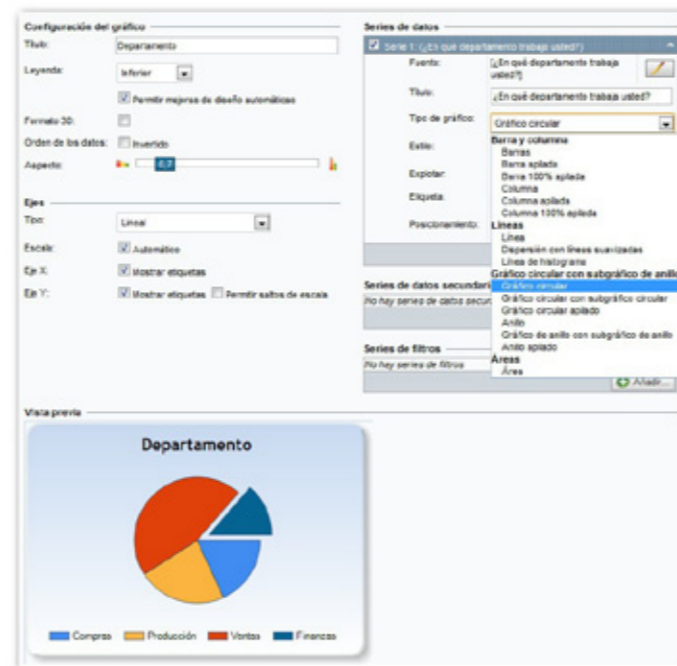 Configuración del gráfico
Título:
Departamento
Leyenda:
Inferior
Permitir mejoras de diseño automáticas
Formato 3D:
Orden de los datos:
Invertido
Aspecto:
0,7
Ejes
Tipo:
Lineal
Escala:
Automático
Eje X:
Mostrar etiquetas
Eje Y:
Mostrar etiquetas
Permitir saltos de escala
Series de datos
Serie 1: (¿En qué departamento trabaja usted?)
Fuente:
[¿En qué departamento trabaja
usted?]
Título:
¿En qué departamento trabaja usted?
Tipo de gráfico:
Gráfico circular
Estilo:
Explotar:
Etiqueta
Posicionamiento:
Barra y columna
Barras
Barra apilada
Barra 100% apilada
Columna
Columna apilada
Columna 100% apilada
Líneas
Línea
Dispersión con líneas suavizadas
Línea de histograma
Gráfico circular con subgráfico de anillo
Gráfico circular
Gráfico circular con subgráfico circular
Gráfico circular apilado
Anillo
Gráfico de anillo con subgráfico de anillo
Anillo apilado
Áreas
Área
Series de datos secundari
No hay series de datos secun
Series de filtros
No hay series de filtros
Añadir...
Vista previa
Departamento
Compras
Producción
Ventas
Finanzas